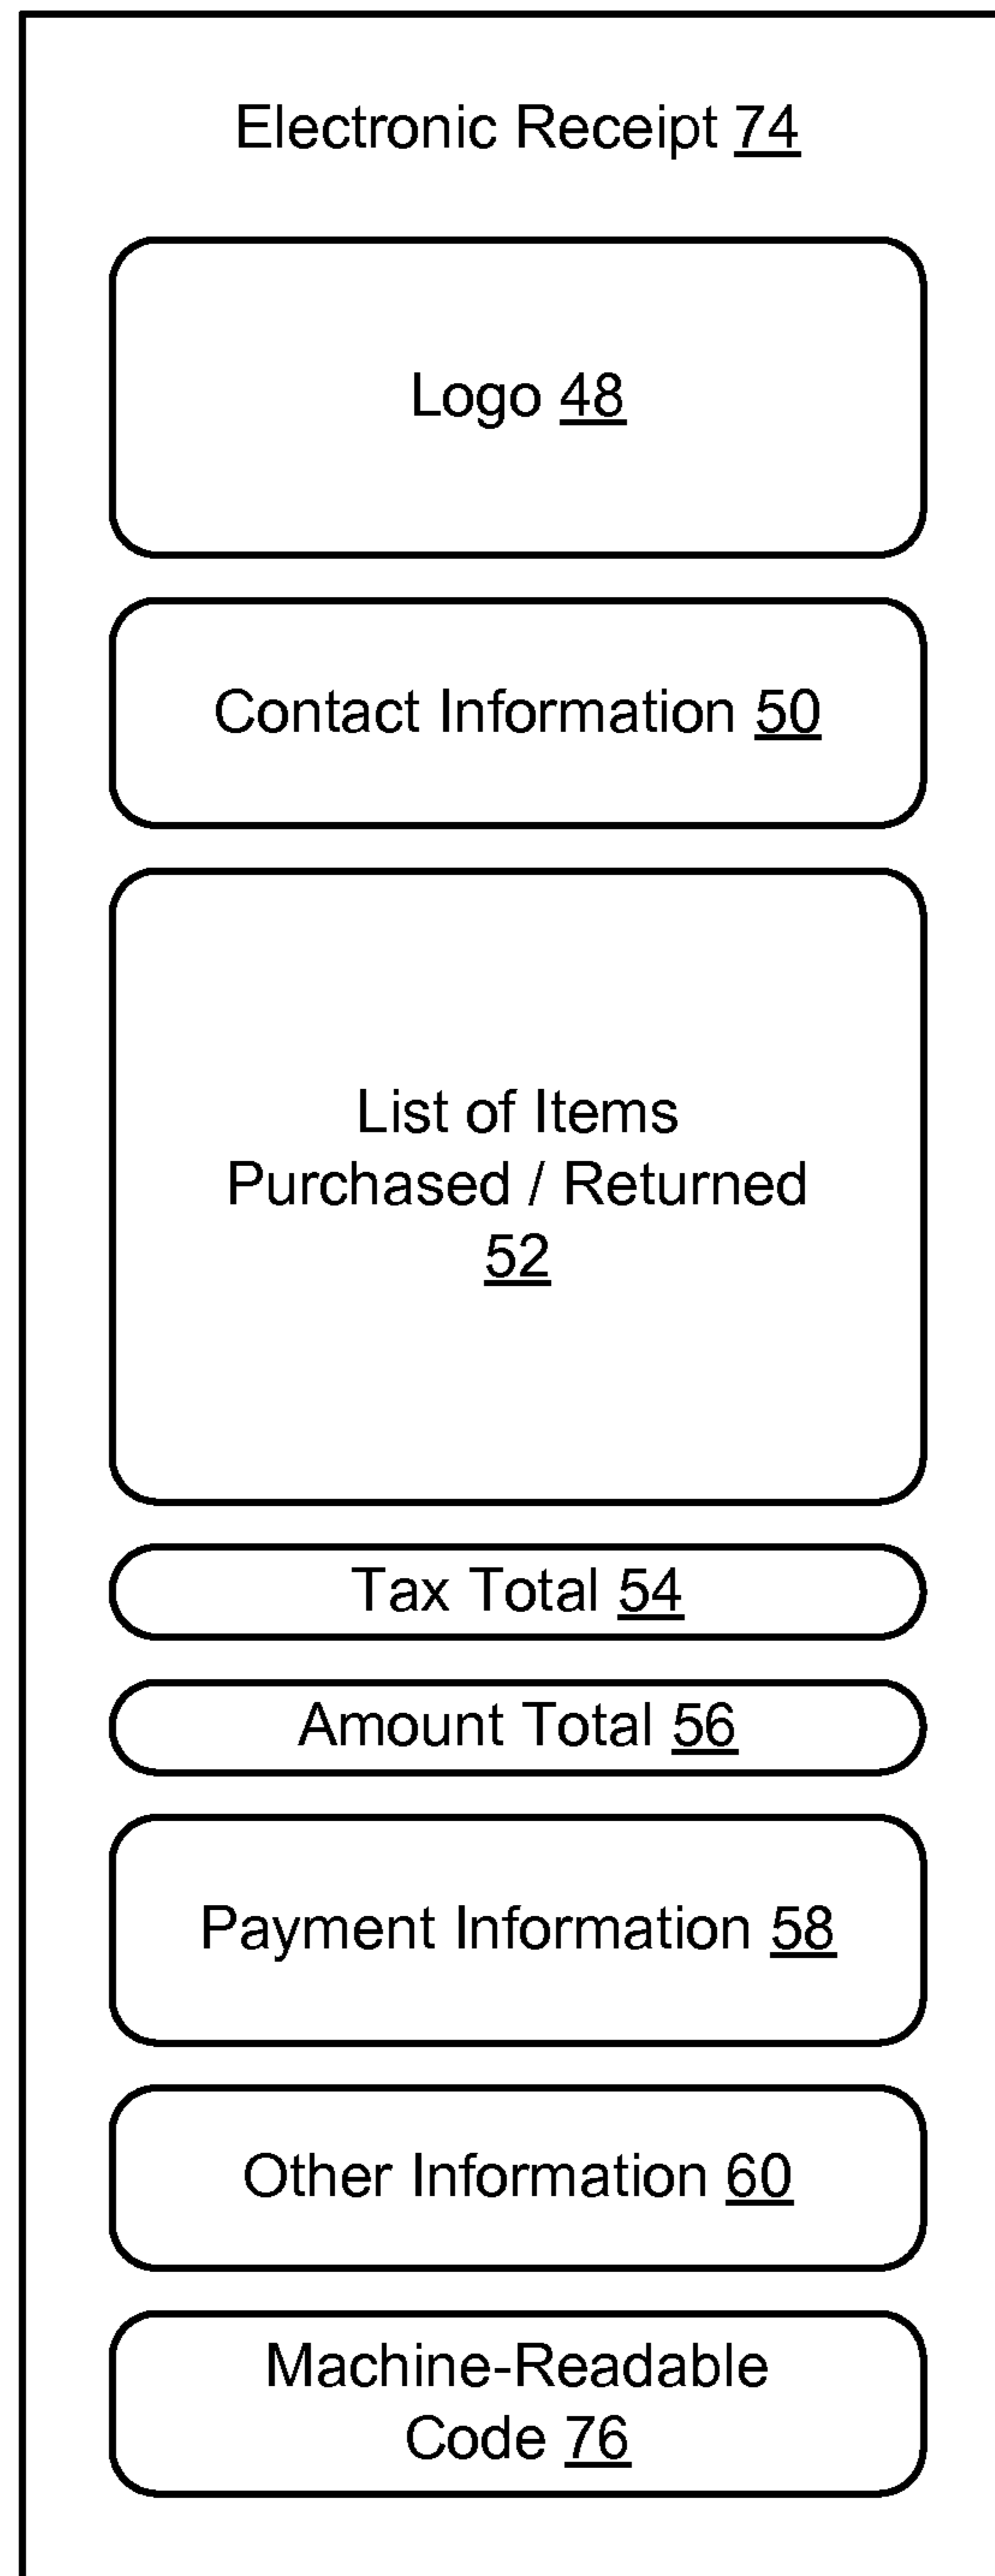 Electronic Receipt 74
Logo 48
Contact Information 50
List of Items
Purchased / Returned
52
Tax Total 54
Amount Total 56
Payment Information 58
Other Information 60
Machine-Readable
Code 76